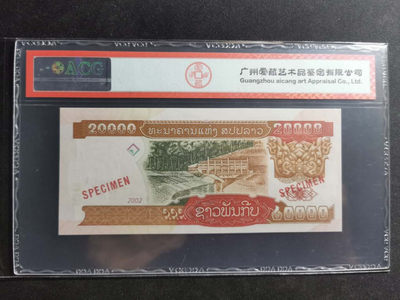 ACG
广州爱藏艺术品鉴定有限公司
Guangzhou aicang art Appraisal Co., Ltd.
20000 ທະນາຄານແຫ່ງ ສປປລາວ 20000
SPECIMEN
SPECIMEN
2002
ຊາວພັນກີບ
20000